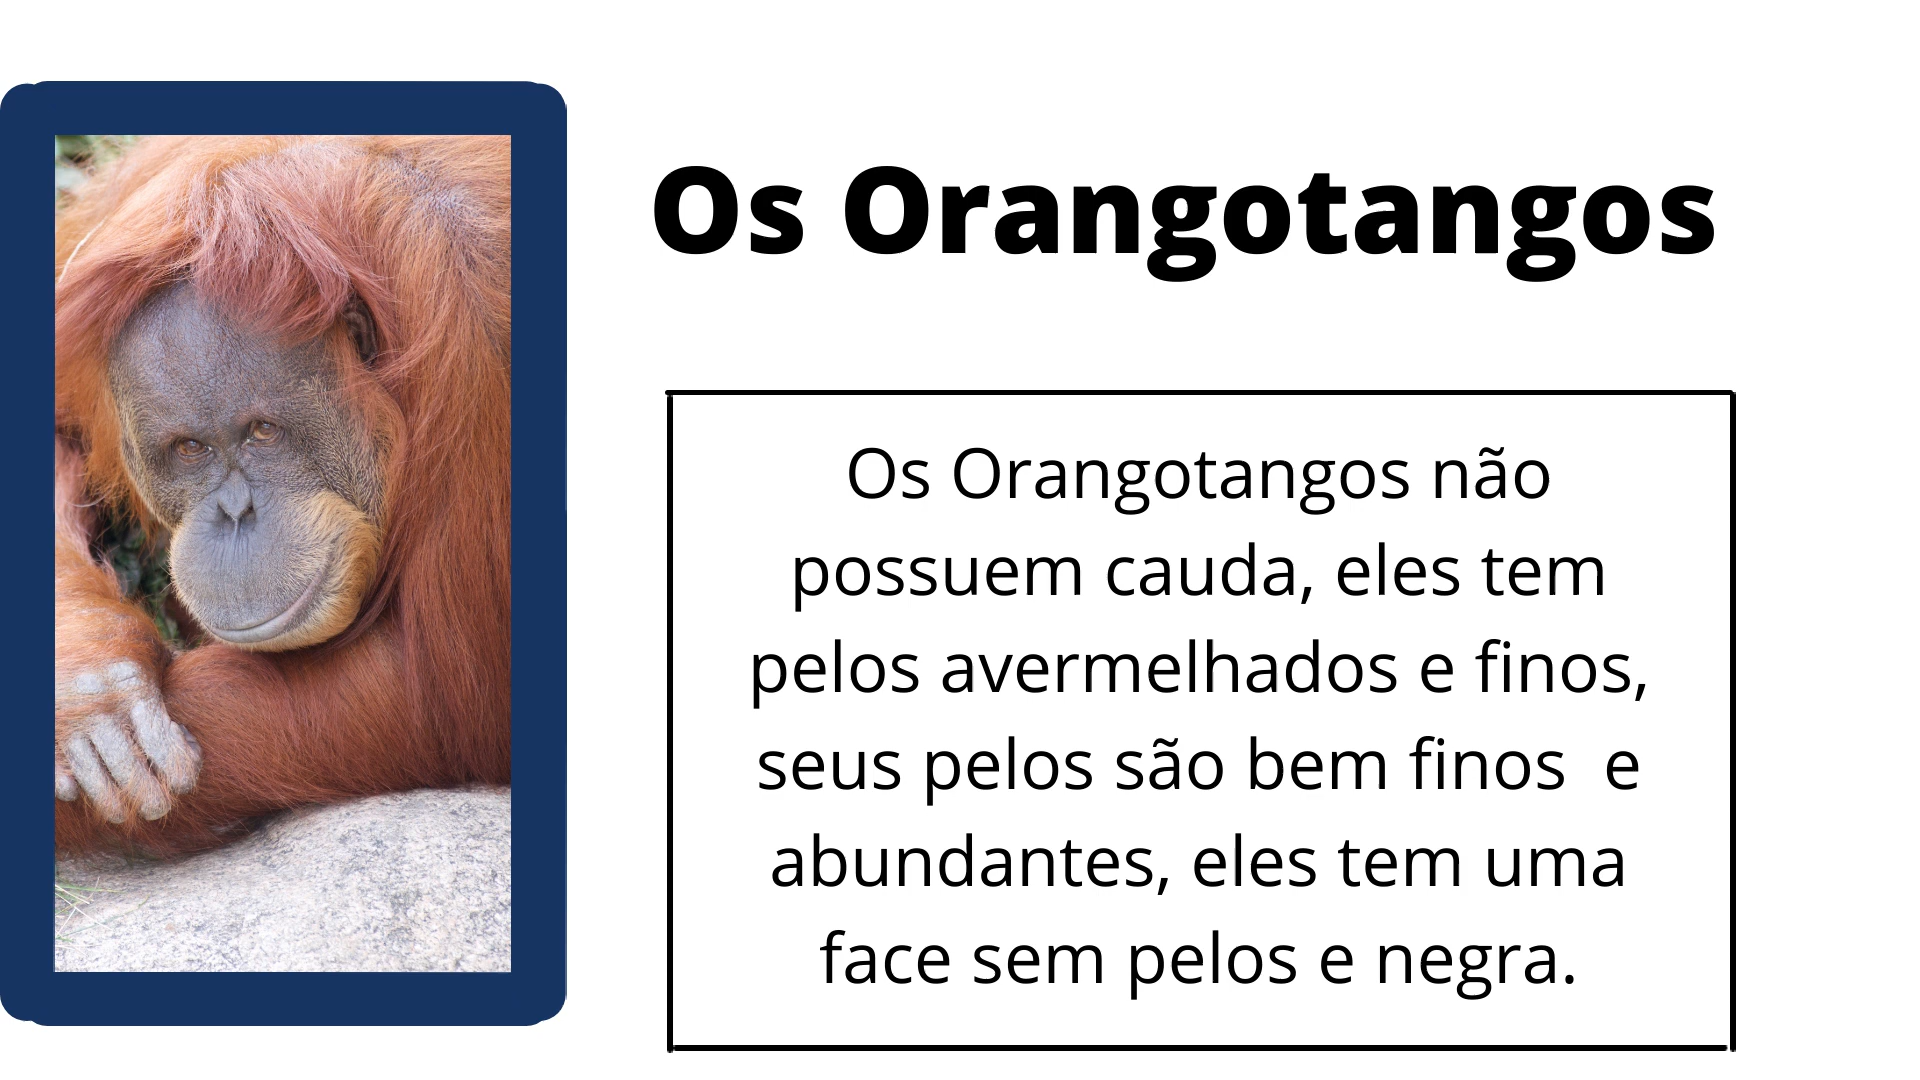 Os Orangotangos
Os Orangotangos não
possuem cauda, eles tem
pelos avermelhados e finos,
seus pelos são bem finos  e
abundantes, eles tem uma
face sem pelos e negra.